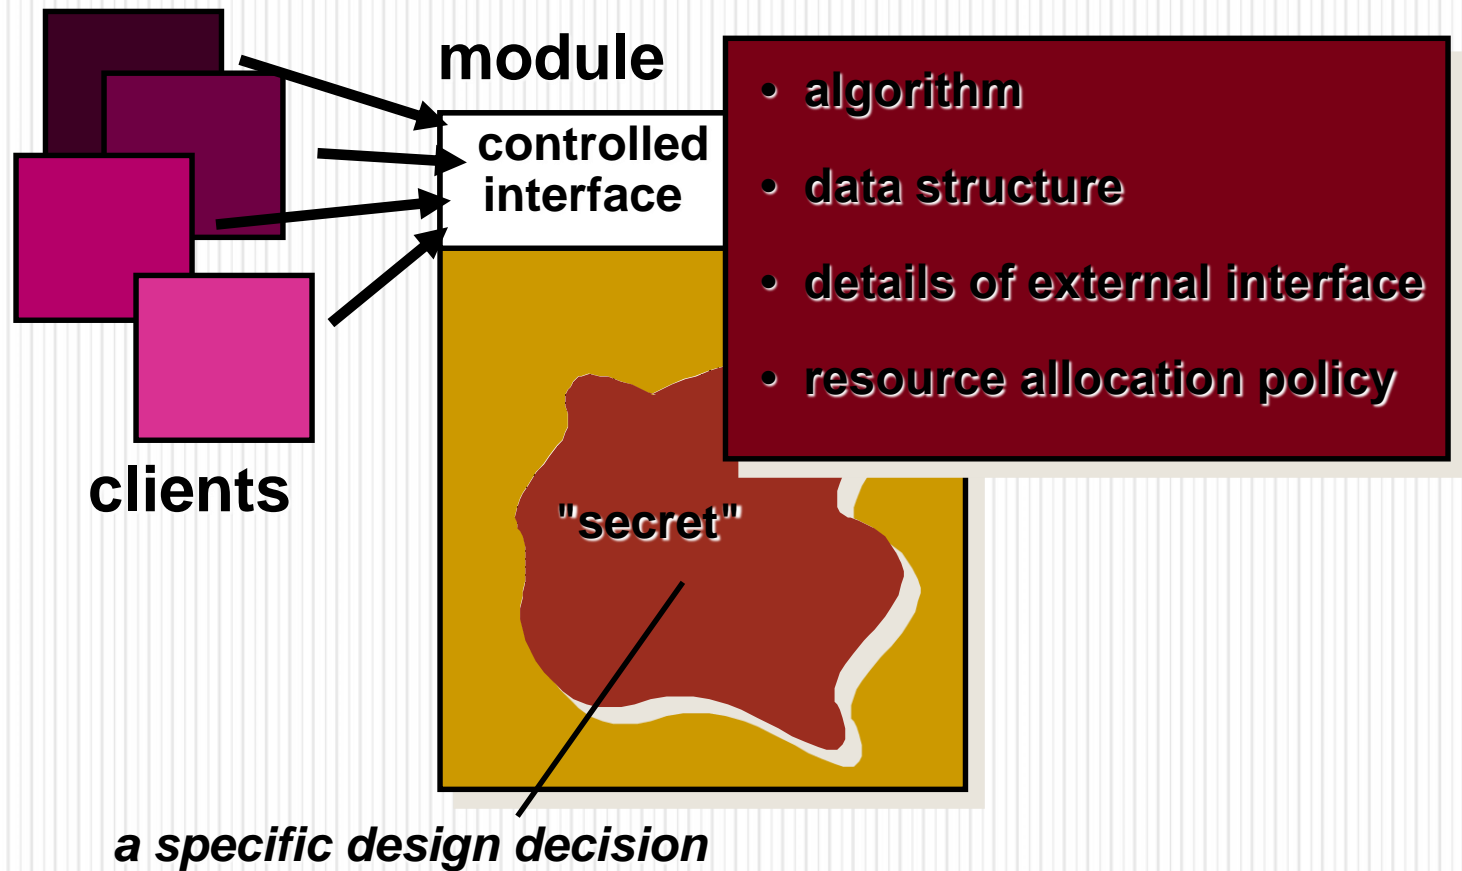 module
controlled
interface
• algorithm
• data structure
• details of external interface
• resource allocation policy
clients
"secret"
a specific design decision